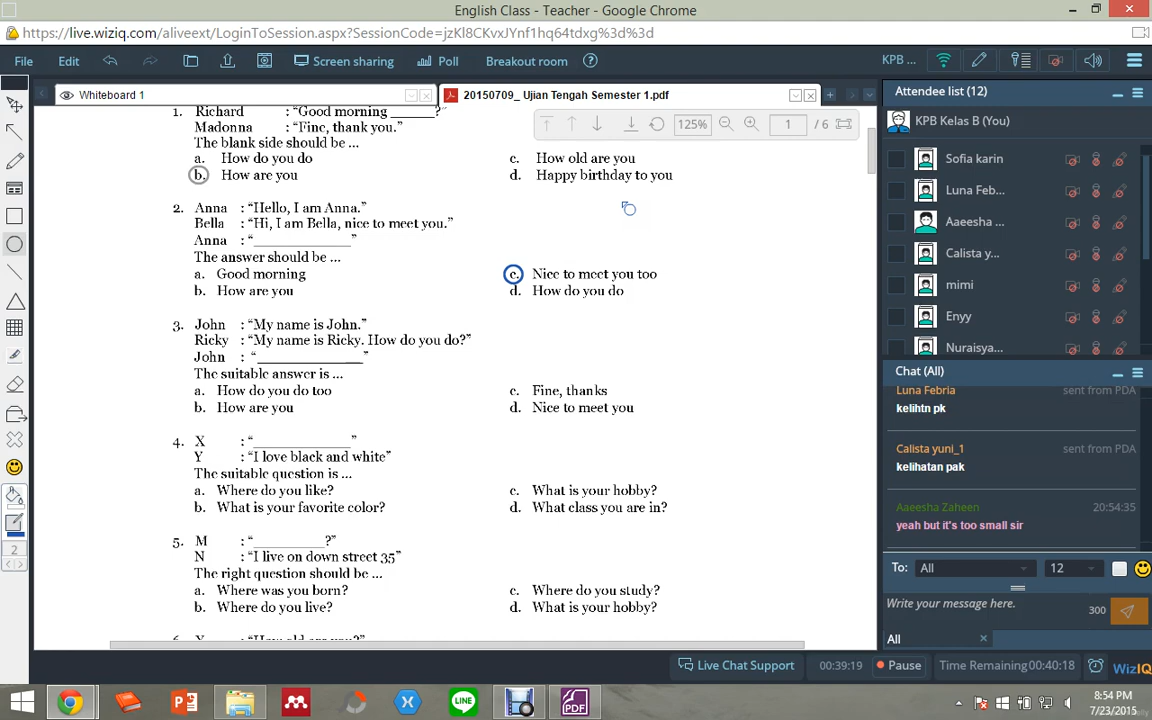 English Class - Teacher - Google Chrome
https://live.wiziq.com/aliveext/LoginToSession.aspx?SessionCode=jzKl8CKvxJYnf1hq64tdxg%3d%3d
File Edit Screen sharing Poll Breakout room ? KPB ...
Whiteboard 1
20150709_ Ujian Tengah Semester 1.pdf
125% 1 / 6
1. Richard : “Good morning ______?”
Madonna : “Fine, thank you.”
The blank side should be ...
a. How do you do c. How old are you
b. How are you d. Happy birthday to you
2. Anna : “Hello, I am Anna.”
Bella : “Hi, I am Bella, nice to meet you.”
Anna : “_____________”
The answer should be ...
a. Good morning c. Nice to meet you too
b. How are you d. How do you do
3. John : “My name is John.”
Ricky : “My name is Ricky. How do you do?”
John : “______________”
The suitable answer is ...
a. How do you do too c. Fine, thanks
b. How are you d. Nice to meet you
4. X : “_____________”
Y : “I love black and white”
The suitable question is ...
a. Where do you like? c. What is your hobby?
b. What is your favorite color? d. What class you are in?
5. M : “__________?”
N : “I live on down street 35”
The right question should be ...
a. Where was you born? c. Where do you study?
b. Where do you live? d. What is your hobby?
2
Attendee list (12)
KPB Kelas B (You)
Sofia karin
Luna Feb...
Aaeesha ...
Calista y...
mimi
Enyy
Nuraisya...
Chat (All)
Luna Febria sent from PDA
kelihtn pk
Calista yuni_1 sent from PDA
kelihatan pak
Aaeesha Zaheen 20:54:35
yeah but it's too small sir
To: All 12
Write your message here. 300
All
Live Chat Support 00:39:19 Pause Time Remaining 00:40:18 WizIQ
LINE PDF
8:54 PM
7/23/2015